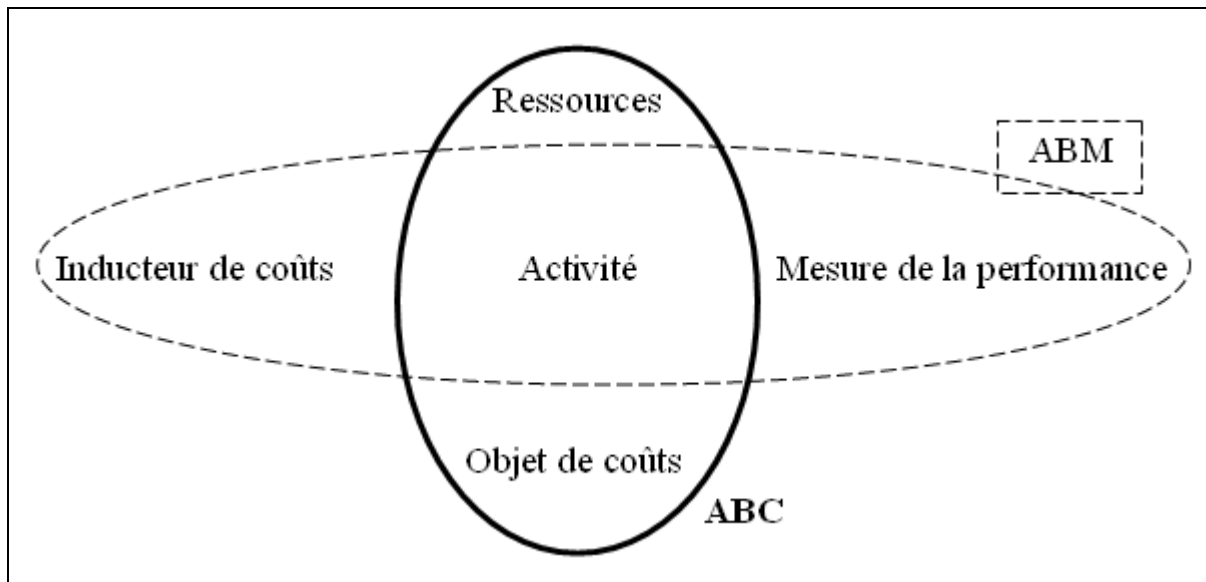 Ressources
ABM
Inducteur de coûts
Activité
Mesure de la performance
Objet de coûts
ABC